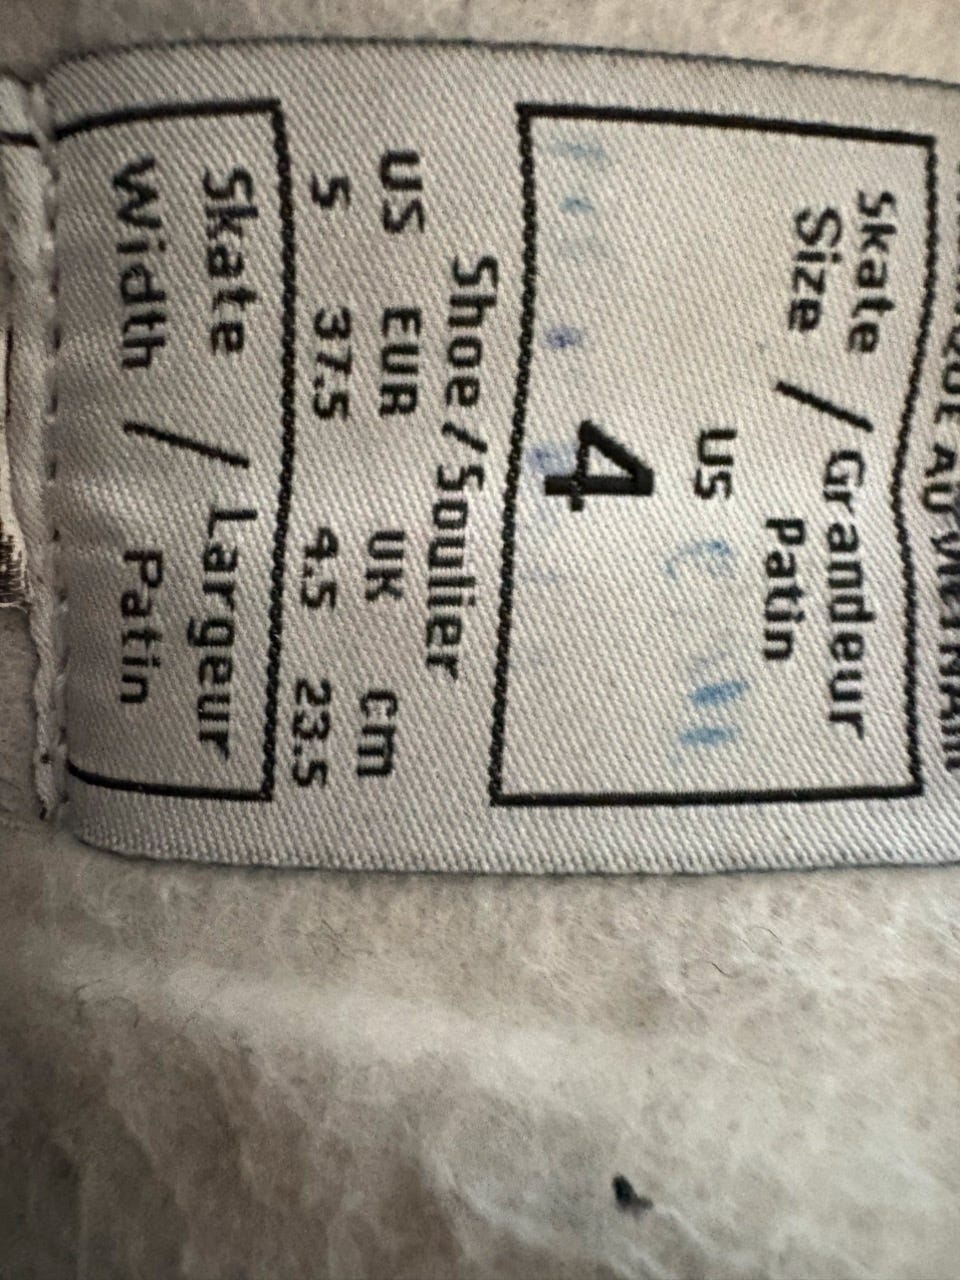 Skate / Grandeur
Size Patin
US
4
Shoe/Soulier
US EUR UK cm
5 37.5 4.5 23.5
Skate / Largeur
Width Patin